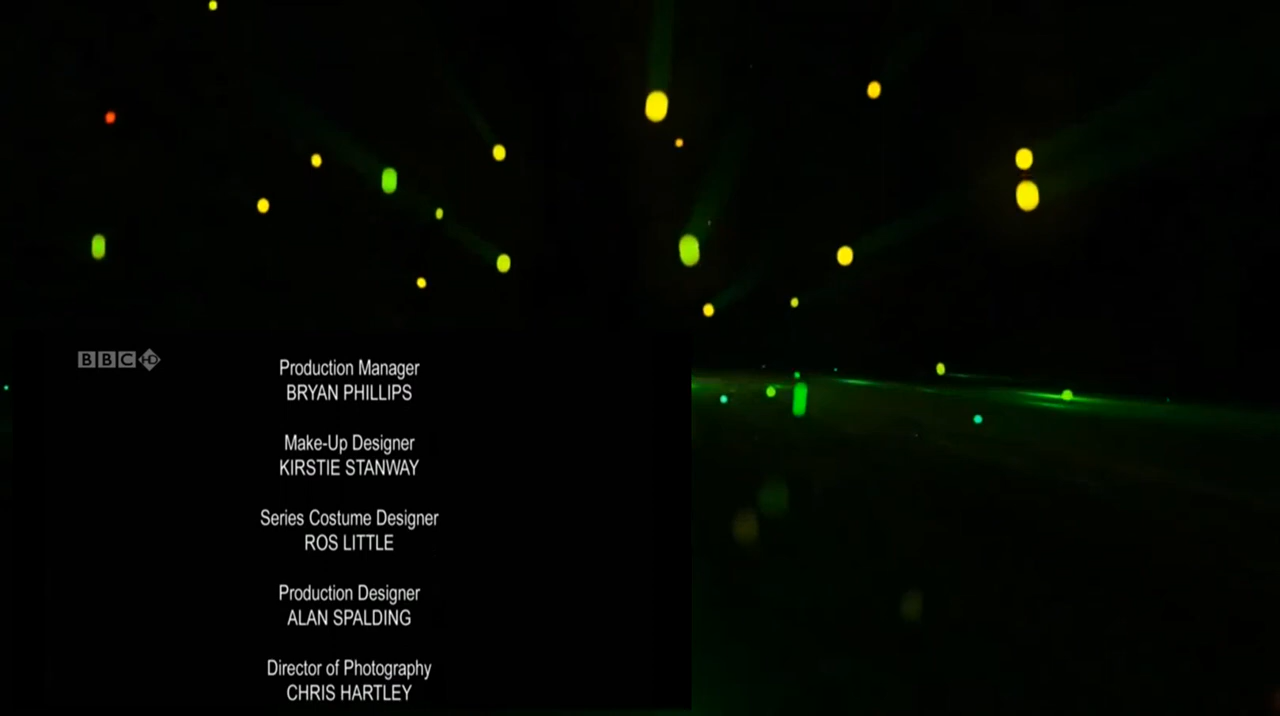 BBC HD
Production Manager
BRYAN PHILLIPS
Make-Up Designer
KIRSTIE STANWAY
Series Costume Designer
ROS LITTLE
Production Designer
ALAN SPALDING
Director of Photography
CHRIS HARTLEY